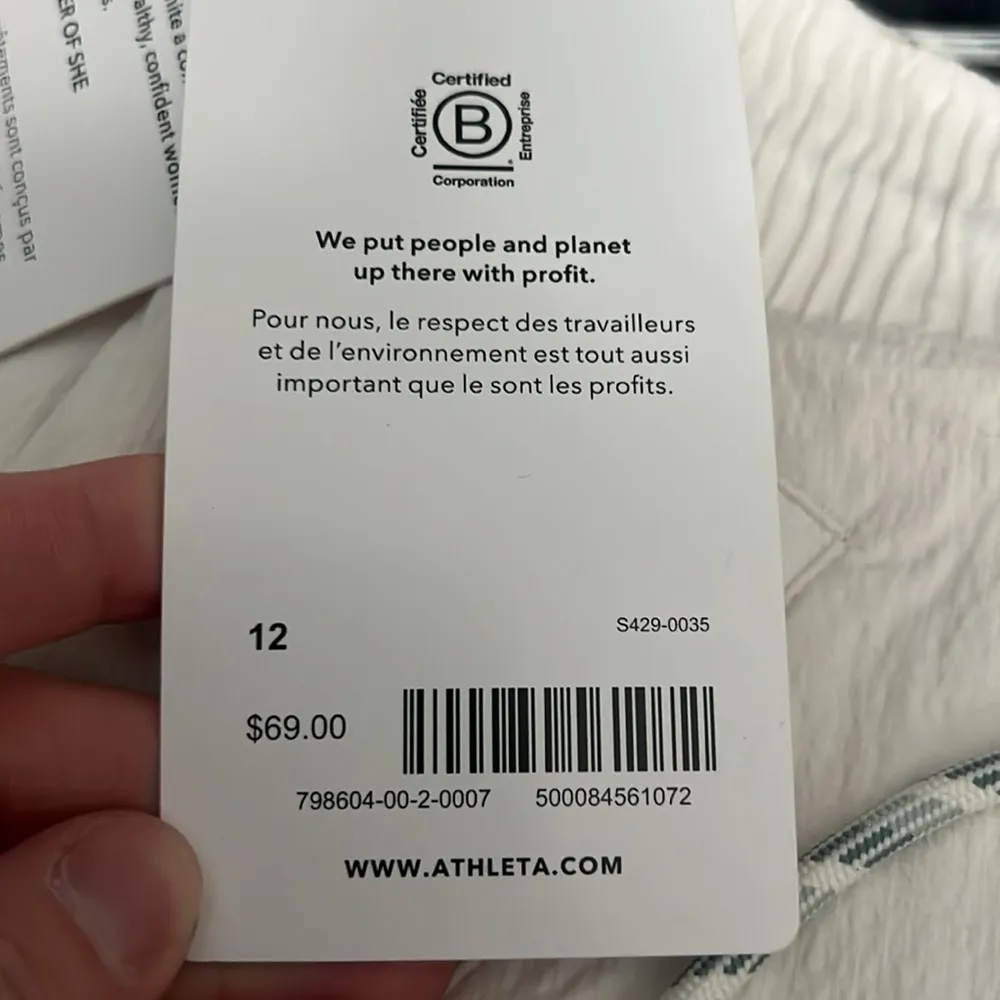 ER OF SHE
althy, confident
sont conçus par
Certified
Certifiée
B
Entreprise
Corporation
We put people and planet
up there with profit.
Pour nous, le respect des travailleurs
et de l'environnement est tout aussi
important que le sont les profits.
12
S429-0035
$69.00
798604-00-2-0007
500084561072
WWW.ATHLETA.COM